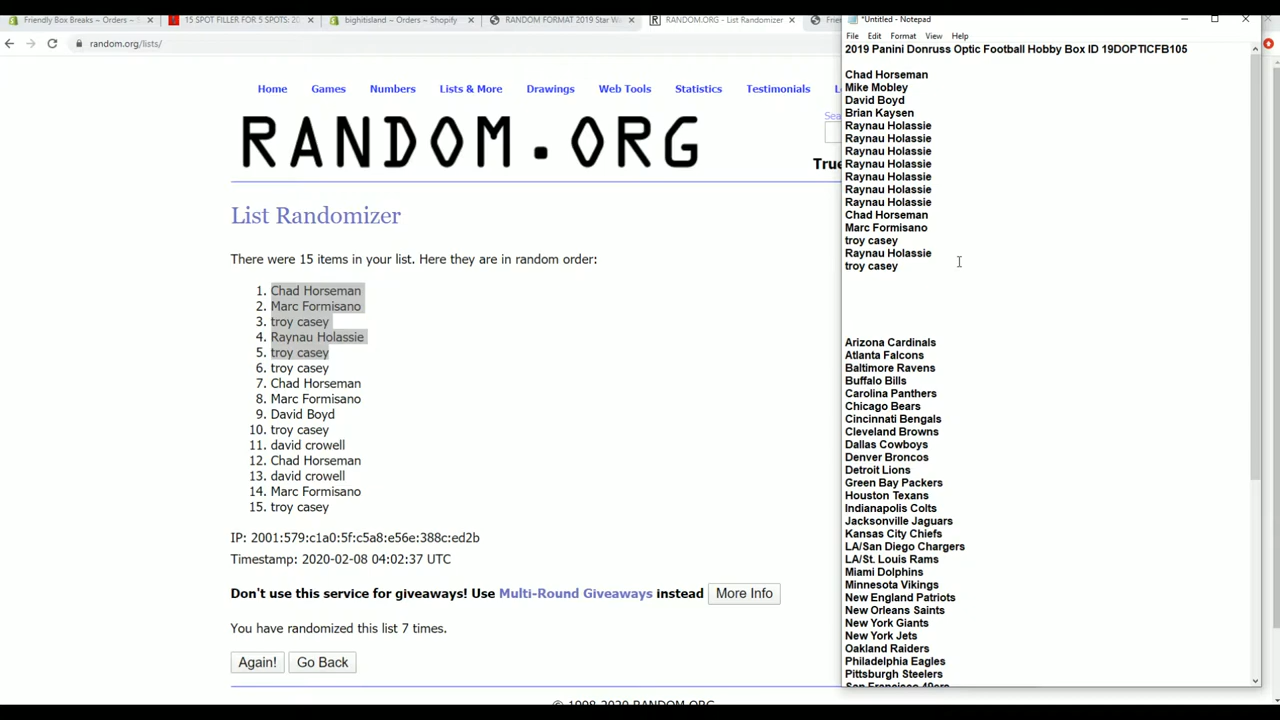 Friendly Box Breaks ~ Orders ~ S
15 SPOT FILLER FOR 5 SPOTS: 20
bighitisland ~ Orders ~ Shopify
RANDOM FORMAT 2019 Star W
RANDOM.ORG - List Randomizer
Frie
random.org/lists/
Home
Games
Numbers
Lists & More
Drawings
Web Tools
Statistics
Testimonials
L
Sea
RANDOM.ORG
True
List Randomizer
There were 15 items in your list. Here they are in random order:
1. Chad Horseman
2. Marc Formisano
3. troy casey
4. Raynau Holassie
5. troy casey
6. troy casey
7. Chad Horseman
8. Marc Formisano
9. David Boyd
10. troy casey
11. david crowell
12. Chad Horseman
13. david crowell
14. Marc Formisano
15. troy casey
IP: 2001:579:c1a0:5f:c5a8:e56e:388c:ed2b
Timestamp: 2020-02-08 04:02:37 UTC
Don't use this service for giveaways! Use Multi-Round Giveaways instead
More Info
You have randomized this list 7 times.
Again!
Go Back
*Untitled - Notepad
File Edit Format View Help
2019 Panini Donruss Optic Football Hobby Box ID 19DOPTICFB105
Chad Horseman
Mike Mobley
David Boyd
Brian Kaysen
Raynau Holassie
Raynau Holassie
Raynau Holassie
Raynau Holassie
Raynau Holassie
Raynau Holassie
Raynau Holassie
Chad Horseman
Marc Formisano
troy casey
Raynau Holassie
troy casey
Arizona Cardinals
Atlanta Falcons
Baltimore Ravens
Buffalo Bills
Carolina Panthers
Chicago Bears
Cincinnati Bengals
Cleveland Browns
Dallas Cowboys
Denver Broncos
Detroit Lions
Green Bay Packers
Houston Texans
Indianapolis Colts
Jacksonville Jaguars
Kansas City Chiefs
LA/San Diego Chargers
LA/St. Louis Rams
Miami Dolphins
Minnesota Vikings
New England Patriots
New Orleans Saints
New York Giants
New York Jets
Oakland Raiders
Philadelphia Eagles
Pittsburgh Steelers
San Francisco 49ers
© 1998-2020 RANDOM.ORG